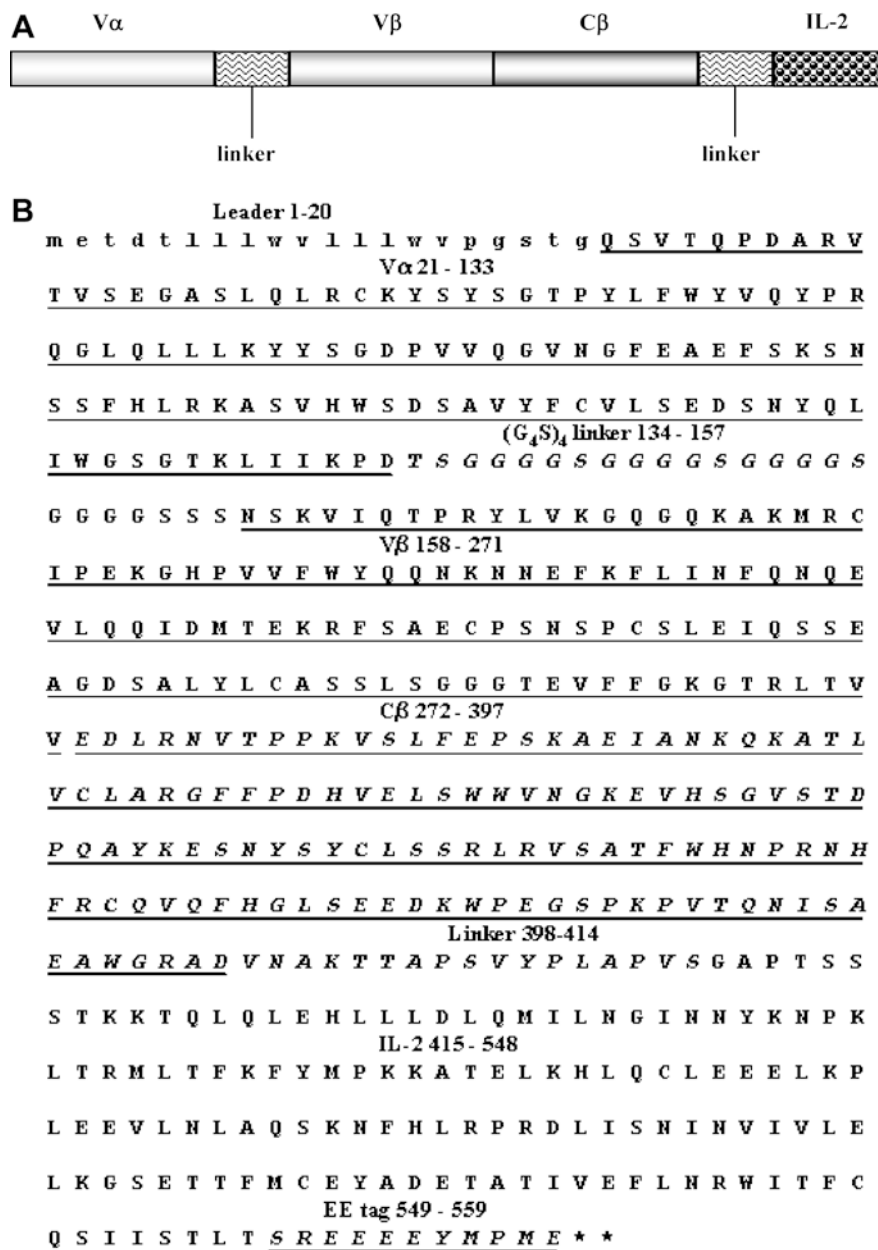 A
Vα Vβ Cβ IL-2
linker linker
B
Leader 1-20
m e t d t l l l w v l l l w v p g s t g Q S V T Q P D A R V
Vα 21 - 133
T V S E G A S L Q L R C K Y S Y S G T P Y L F W Y V Q Y P R
Q G L Q L L L K Y Y S G D P V V Q G V N G F E A E F S K S N
S S F H L R K A S V H W S D S A V Y F C V L S E D S N Y Q L
(G4S)4 linker 134 - 157
I W G S G T K L I I K P D T S G G G G S G G G G S G G G G S
G G G G S S S N S K V I Q T P R Y L V K G Q G Q K A K M R C
Vβ 158 - 271
I P E K G H P V V F W Y Q Q N K N N E F K F L I N F Q N Q E
V L Q Q I D M T E K R F S A E C P S N S P C S L E I Q S S E
A G D S A L Y L C A S S L S G G G T E V F F G K G T R L T V
Cβ 272 - 397
V E D L R N V T P P K V S L F E P S K A E I A N K Q K A T L
V C L A R G F F P D H V E L S W W V N G K E V H S G V S T D
P Q A Y K E S N Y S Y C L S S R L R V S A T F W H N P R N H
F R C Q V Q F H G L S E E D K W P E G S P K P V T Q N I S A
Linker 398-414
E A W G R A D V N A K T T A P S V Y P L A P V S G A P T S S
S T K K T Q L Q L E H L L L D L Q M I L N G I N N Y K N P K
IL-2 415 - 548
L T R M L T F K F Y M P K K A T E L K H L Q C L E E E L K P
L E E V L N L A Q S K N F H L R P R D L I S N I N V I V L E
L K G S E T T F M C E Y A D E T A T I V E F L N R W I T F C
EE tag 549 - 559
Q S I I S T L T S R E E E E Y M P M E * *